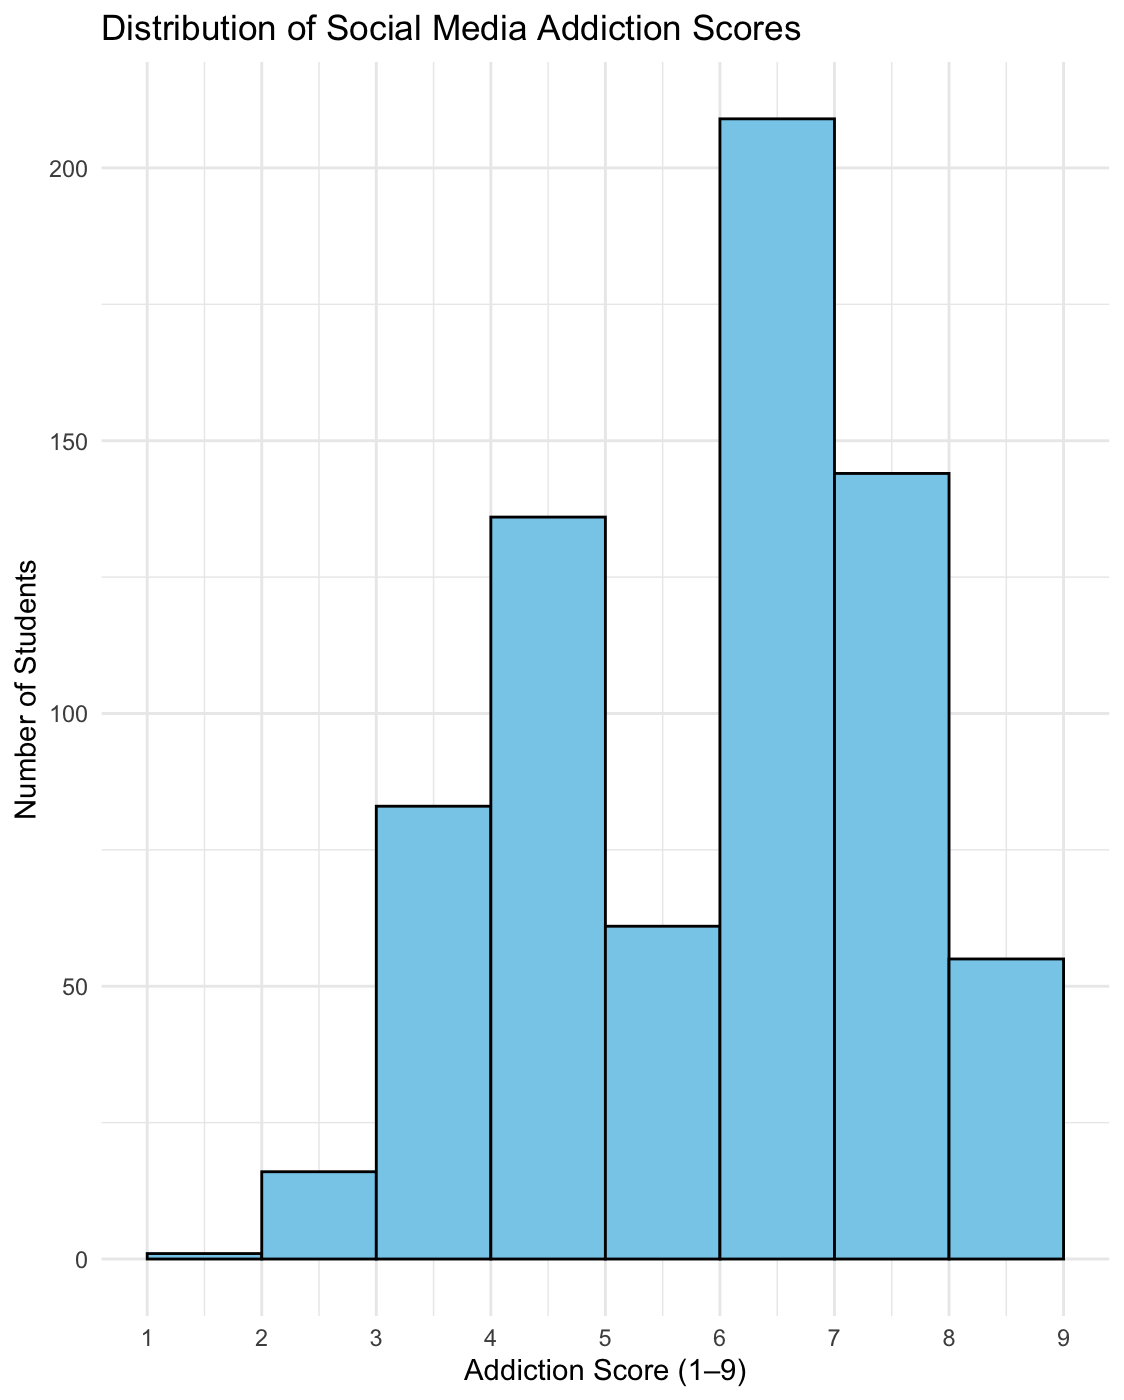 Distribution of Social Media Addiction Scores
Number of Students
200
150
100
50
0
1 2 3 4 5 6 7 8 9
Addiction Score (1–9)